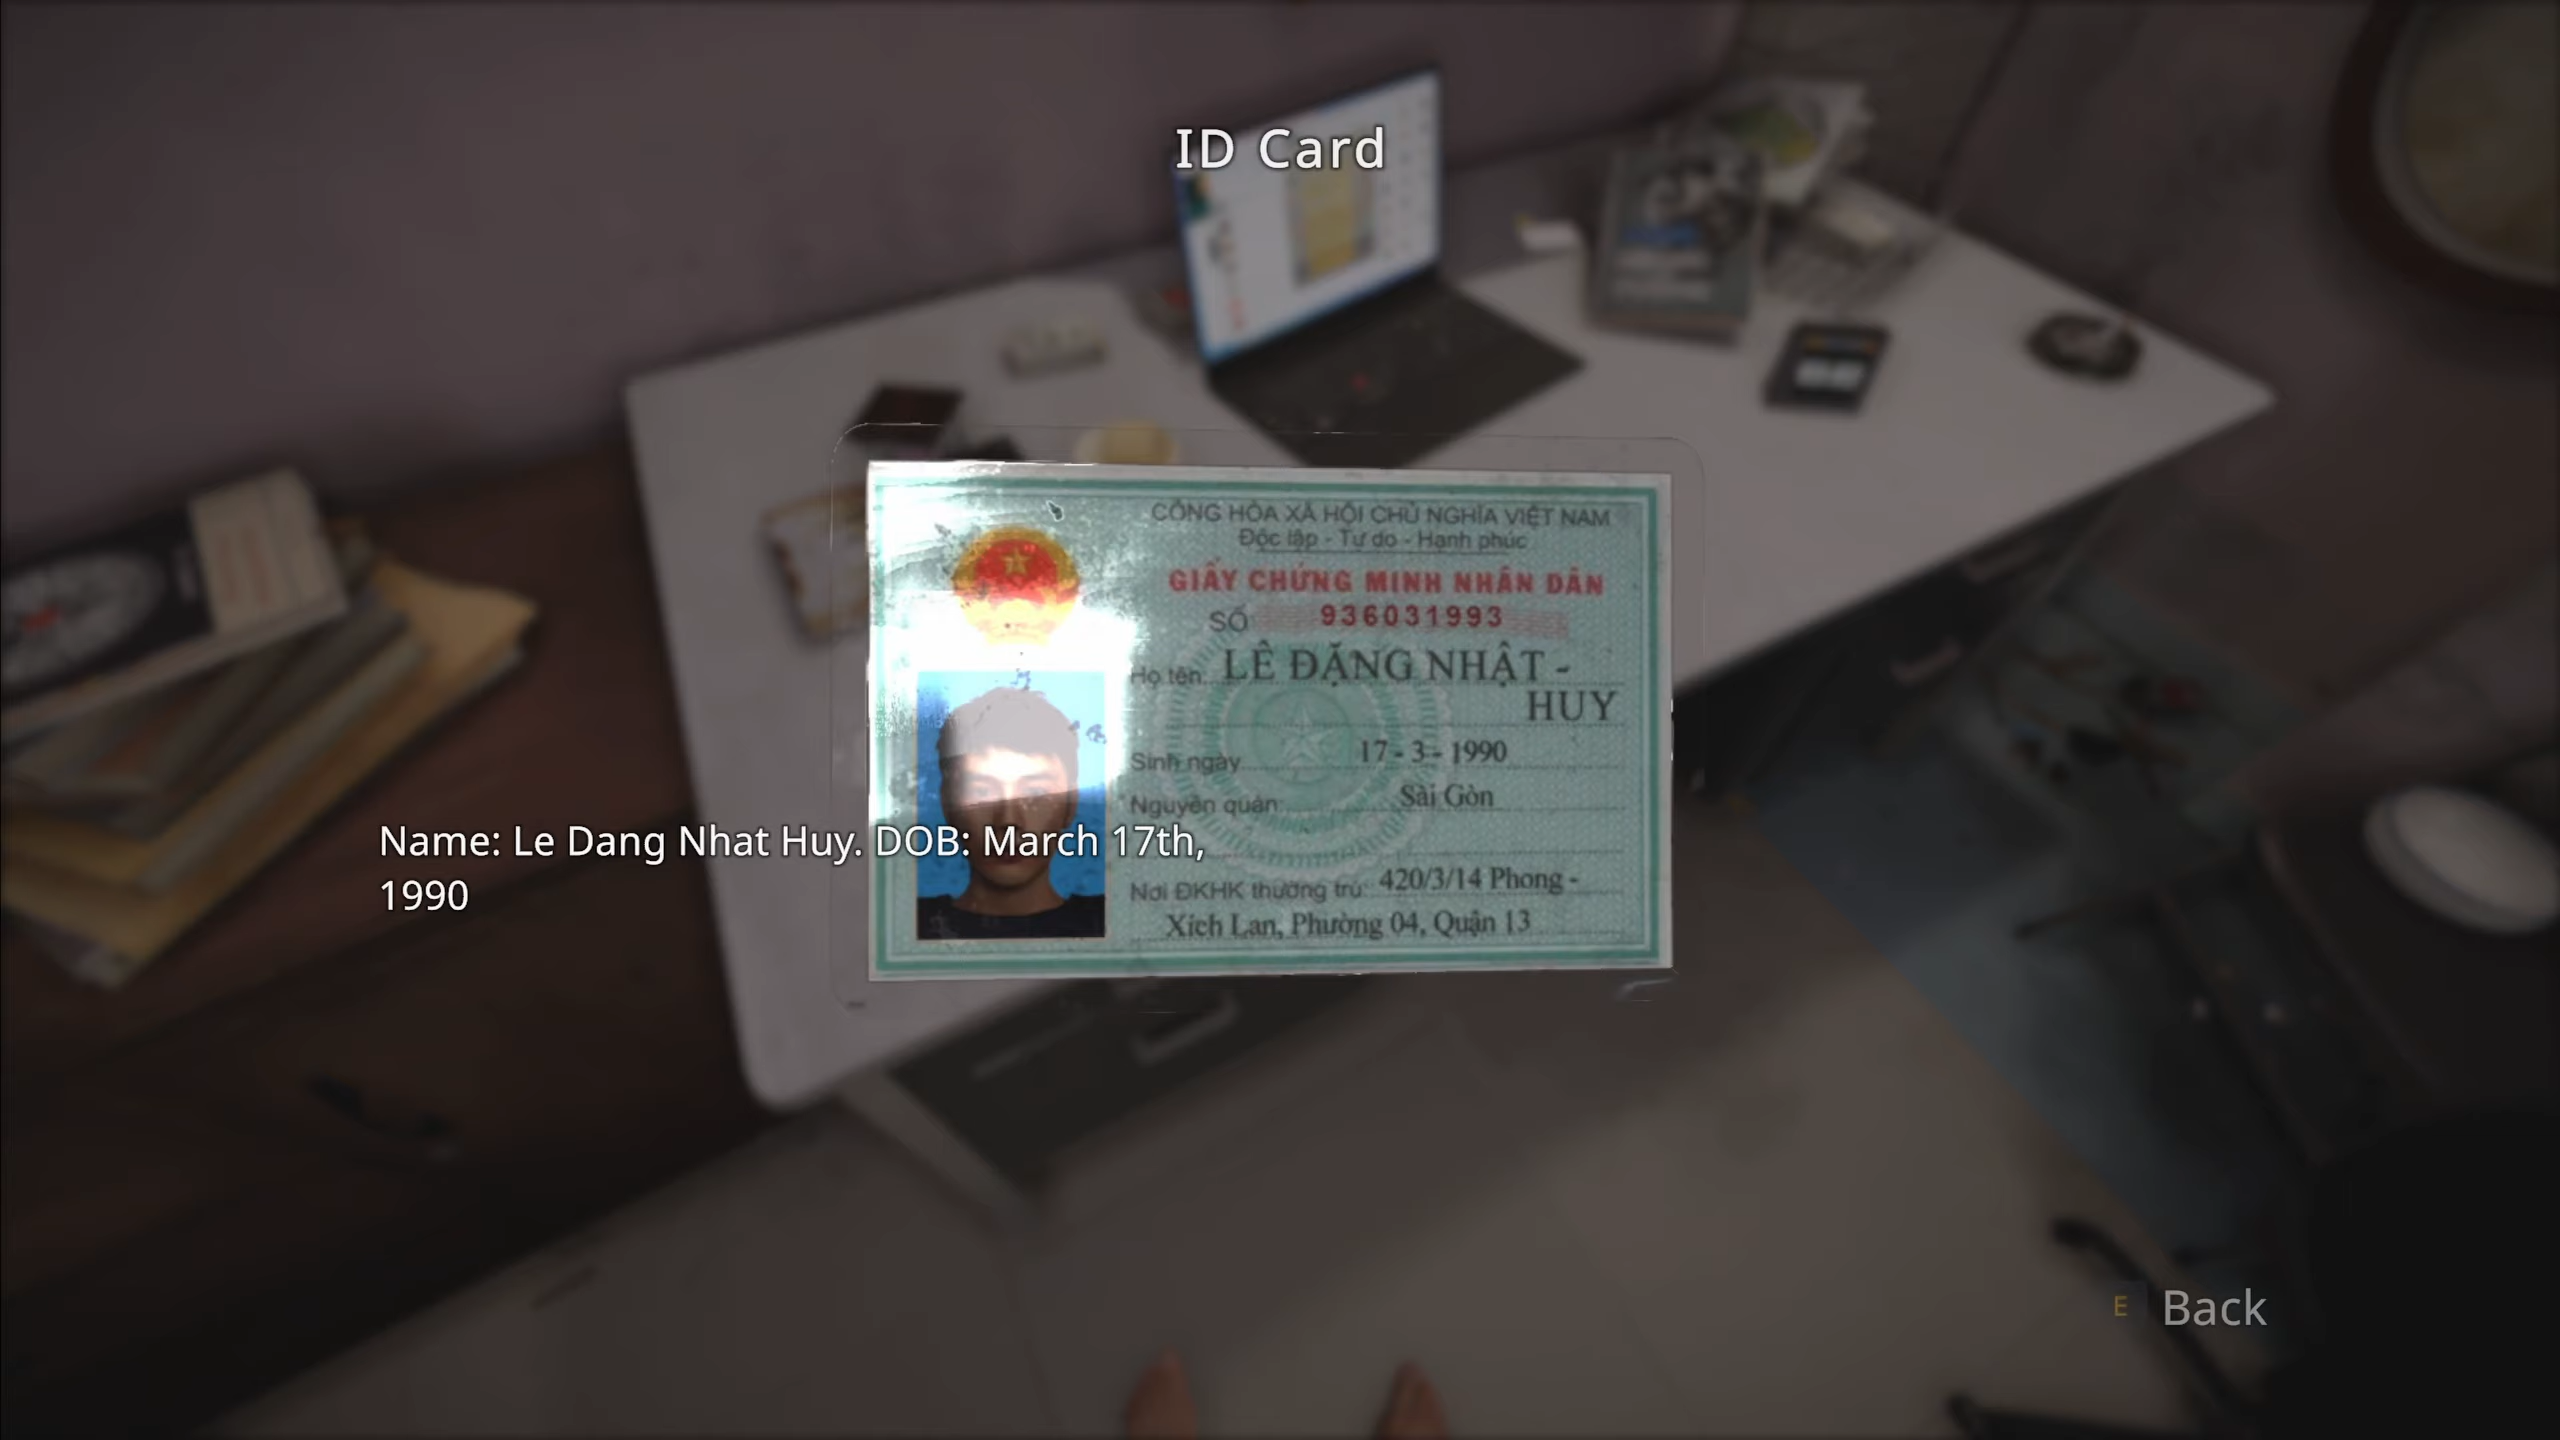 ID Card
CÔNG HÒA XÃ HỘI CHỦ NGHĨA VIỆT NAM
Độc lập - Tự do - Hạnh phúc
GIẤY CHỨNG MINH NHÂN DÂN
SỐ 936031993
Họ tên: LÊ ĐẶNG NHẬT -
HUY
Sinh ngày 17 - 3 - 1990
Nguyên quán: Sài Gòn
Name: Le Dang Nhat Huy. DOB: March 17th,
1990
Nơi ĐKHK thường trú: 420/3/14 Phong -
Xích Lan, Phường 04, Quận 13
E Back